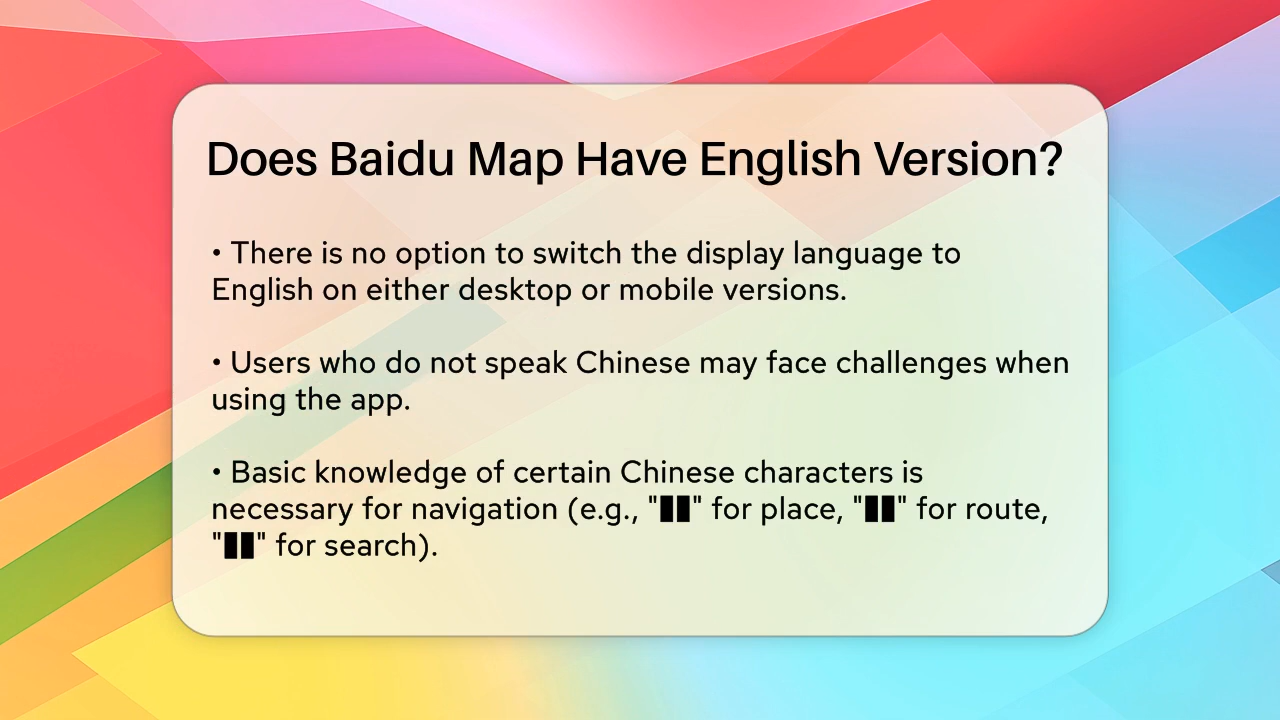 Does Baidu Map Have English Version?
• There is no option to switch the display language to
English on either desktop or mobile versions.
• Users who do not speak Chinese may face challenges when
using the app.
• Basic knowledge of certain Chinese characters is
necessary for navigation (e.g., "▮▮" for place, "▮▮" for route,
"▮▮" for search).